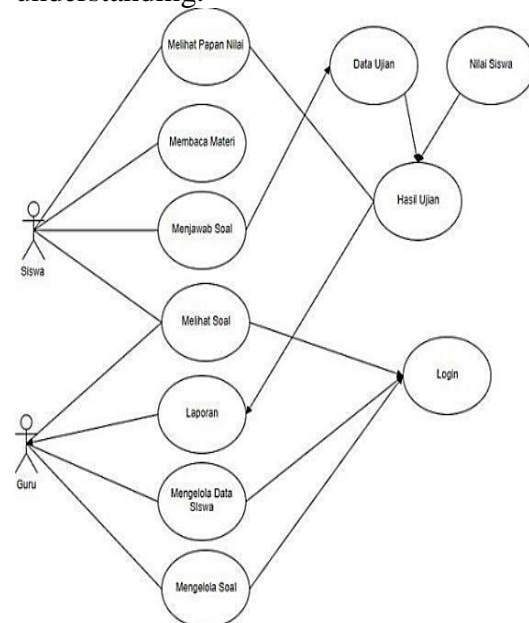 understanding.
Melihat Papan Nilai
Data Ujian
Nilai Siswa
Membaca Materi
Hasil Ujian
Menjawab Soal
Siswa
Melihat Soal
Login
Laporan
Guru
Mengelola Data
Siswa
Mengelola Soal